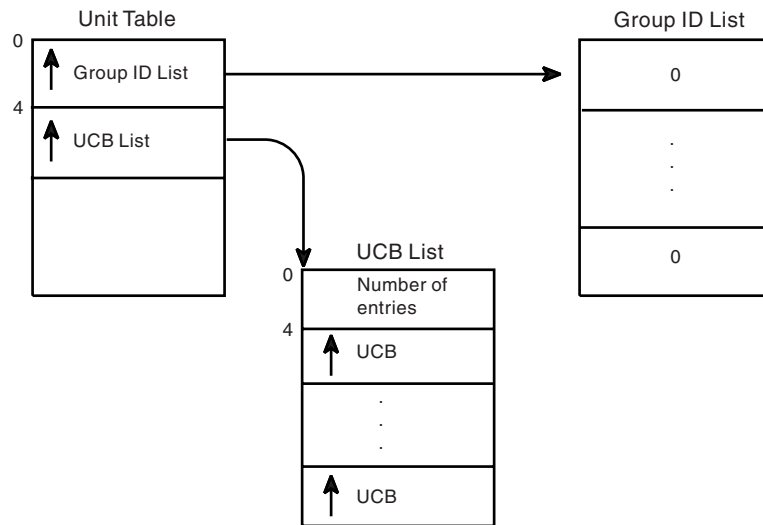 Unit Table
0
Group ID List
4
UCB List
Group ID List
0
.
.
.
0
UCB List
0
Number of
entries
4
UCB
.
.
.
UCB